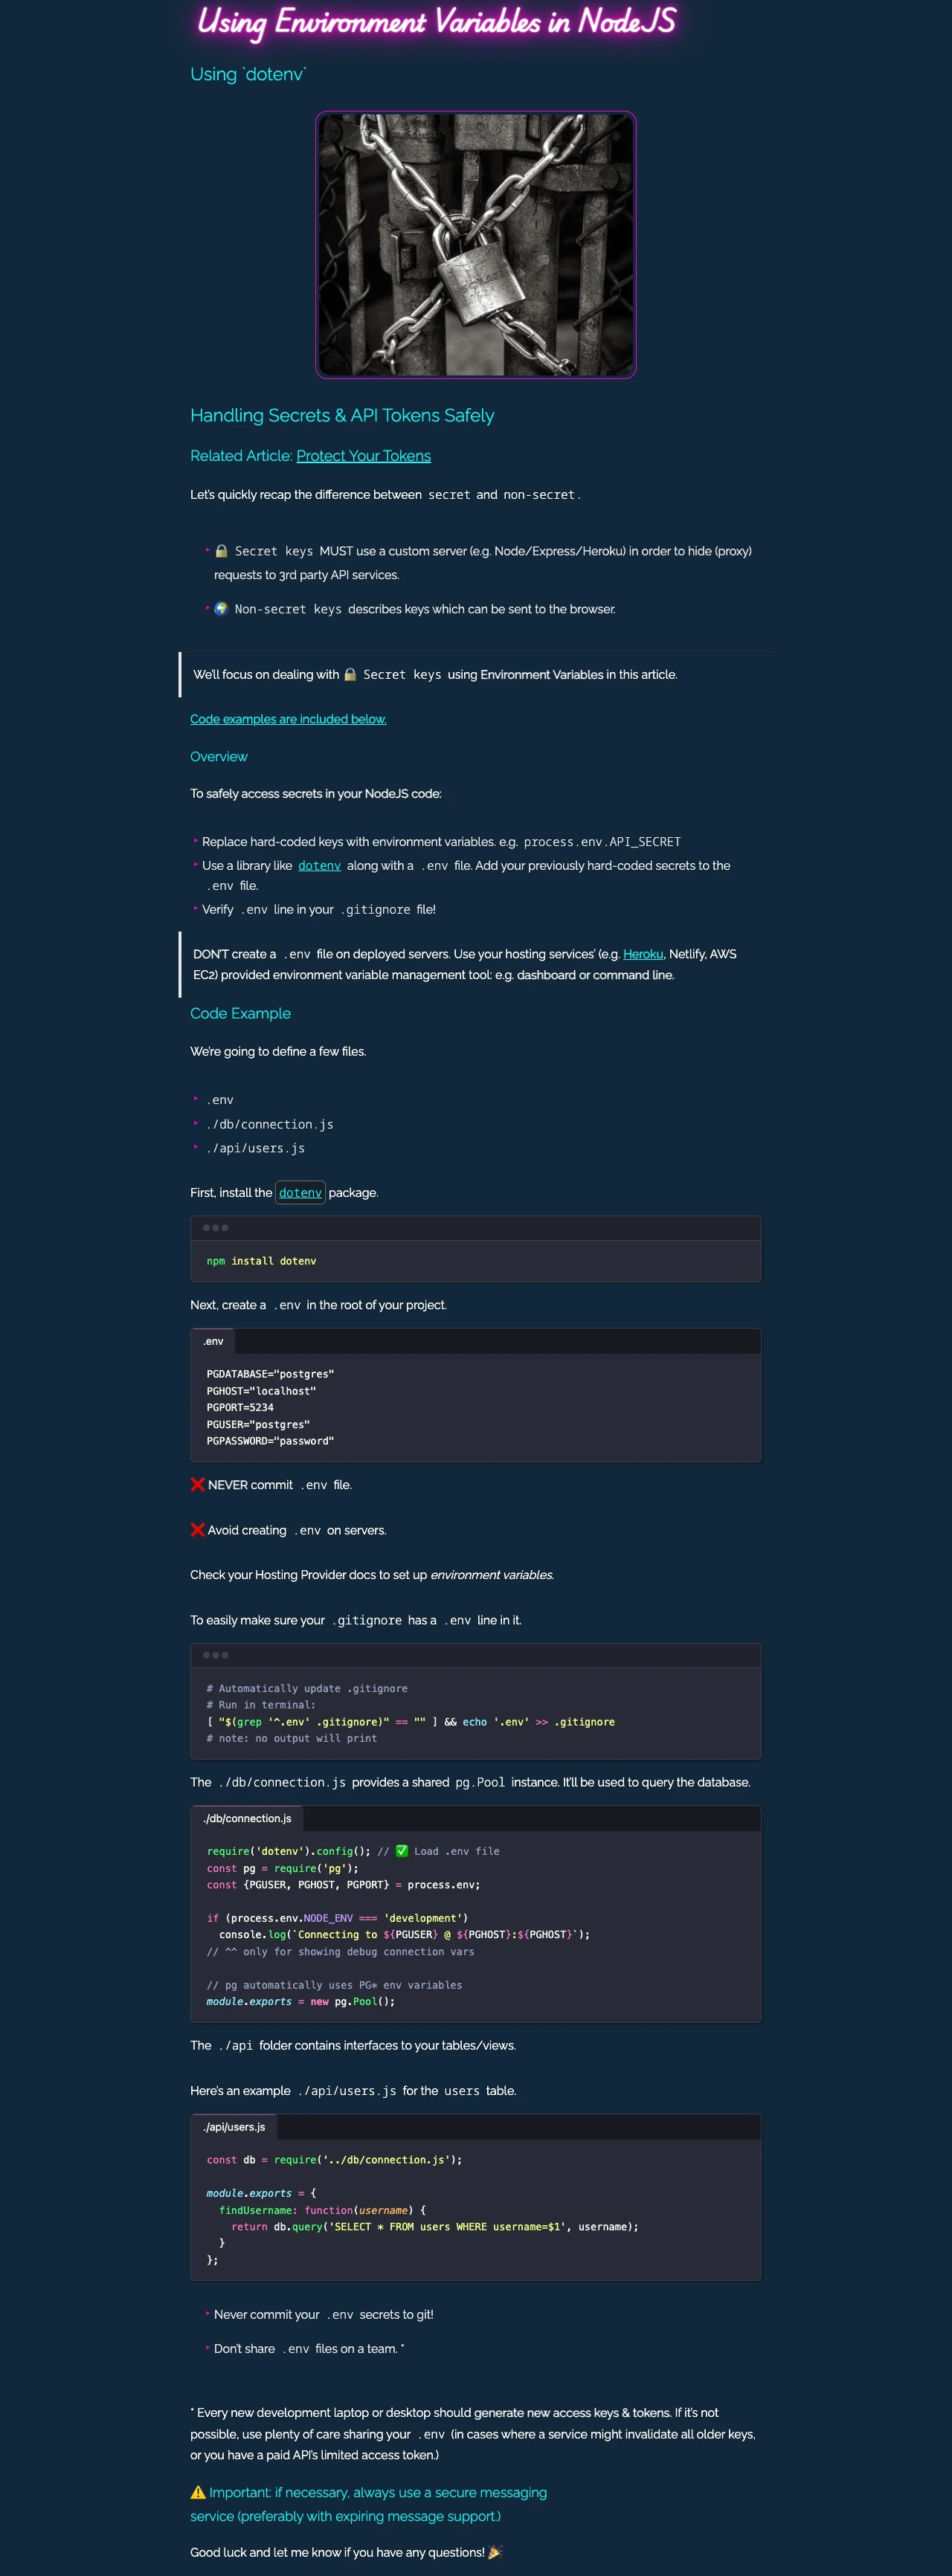 Using Environment Variables in NodeJS
Using `dotenv`
Handling Secrets & API Tokens Safely
Related Article: Protect Your Tokens
Let's quickly recap the difference between secret and non-secret.
🔒 Secret keys MUST use a custom server (e.g. Node/Express/Heroku) in order to hide (proxy)
requests to 3rd party API services.
🌍 Non-secret keys describes keys which can be sent to the browser.
We'll focus on dealing with 🔒 Secret keys using Environment Variables in this article.
Code examples are included below.
Overview
To safely access secrets in your NodeJS code:
Replace hard-coded keys with environment variables. e.g. process.env.API_SECRET
Use a library like dotenv along with a .env file. Add your previously hard-coded secrets to the
.env file.
Verify .env line in your .gitignore file!
DON'T create a .env file on deployed servers. Use your hosting services' (e.g. Heroku, Netlify, AWS
EC2) provided environment variable management tool: e.g. dashboard or command line.
Code Example
We're going to define a few files.
.env
./db/connection.js
./api/users.js
First, install the dotenv package.
npm install dotenv
Next, create a .env in the root of your project.
.env
PGDATABASE="postgres"
PGHOST="localhost"
PGPORT=5234
PGUSER="postgres"
PGPASSWORD="password"
❌ NEVER commit .env file.
❌ Avoid creating .env on servers.
Check your Hosting Provider docs to set up environment variables.
To easily make sure your .gitignore has a .env line in it.
# Automatically update .gitignore
# Run in terminal:
[ "$(grep '^.env' .gitignore)" == "" ] && echo '.env' >> .gitignore
# note: no output will print
The ./db/connection.js provides a shared pg.Pool instance. It'll be used to query the database.
./db/connection.js
require('dotenv').config(); // ✅ Load .env file
const pg = require('pg');
const {PGUSER, PGHOST, PGPORT} = process.env;
if (process.env.NODE_ENV === 'development')
console.log(`Connecting to ${PGUSER} @ ${PGHOST}:${PGHOST}`);
// ^^ only for showing debug connection vars
// pg automatically uses PG* env variables
module.exports = new pg.Pool();
The ./api folder contains interfaces to your tables/views.
Here's an example ./api/users.js for the users table.
./api/users.js
const db = require('../db/connection.js');
module.exports = {
findUsername: function(username) {
return db.query('SELECT * FROM users WHERE username=$1', username);
}
};
Never commit your .env secrets to git!
Don't share .env files on a team. *
* Every new development laptop or desktop should generate new access keys & tokens. If it's not
possible, use plenty of care sharing your .env (in cases where a service might invalidate all older keys,
or you have a paid API's limited access token.)
⚠️ Important: if necessary, always use a secure messaging
service (preferably with expiring message support.)
Good luck and let me know if you have any questions! 🎉